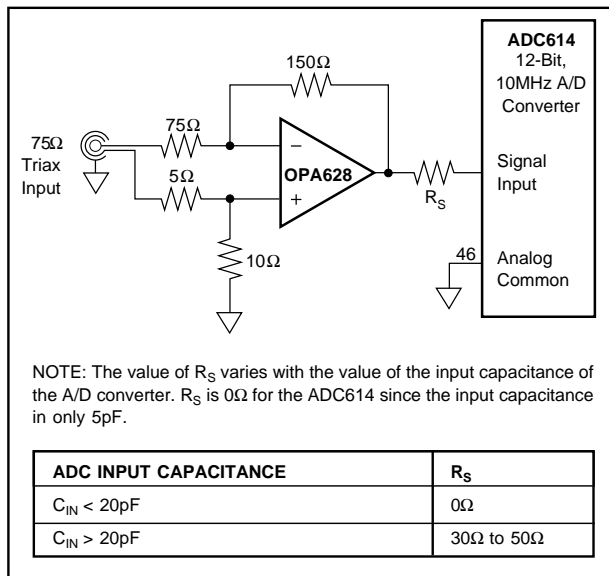 ADC614
12-Bit,
10MHz A/D
Converter
150Ω
75Ω
75Ω
Triax
Input
−
OPA628
+
5Ω
10Ω
R_S
Signal
Input
46
Analog
Common
NOTE: The value of R_S varies with the value of the input capacitance of
the A/D converter. R_S is 0Ω for the ADC614 since the input capacitance
in only 5pF.
ADC INPUT CAPACITANCE R_S
C_IN < 20pF 0Ω
C_IN > 20pF 30Ω to 50Ω